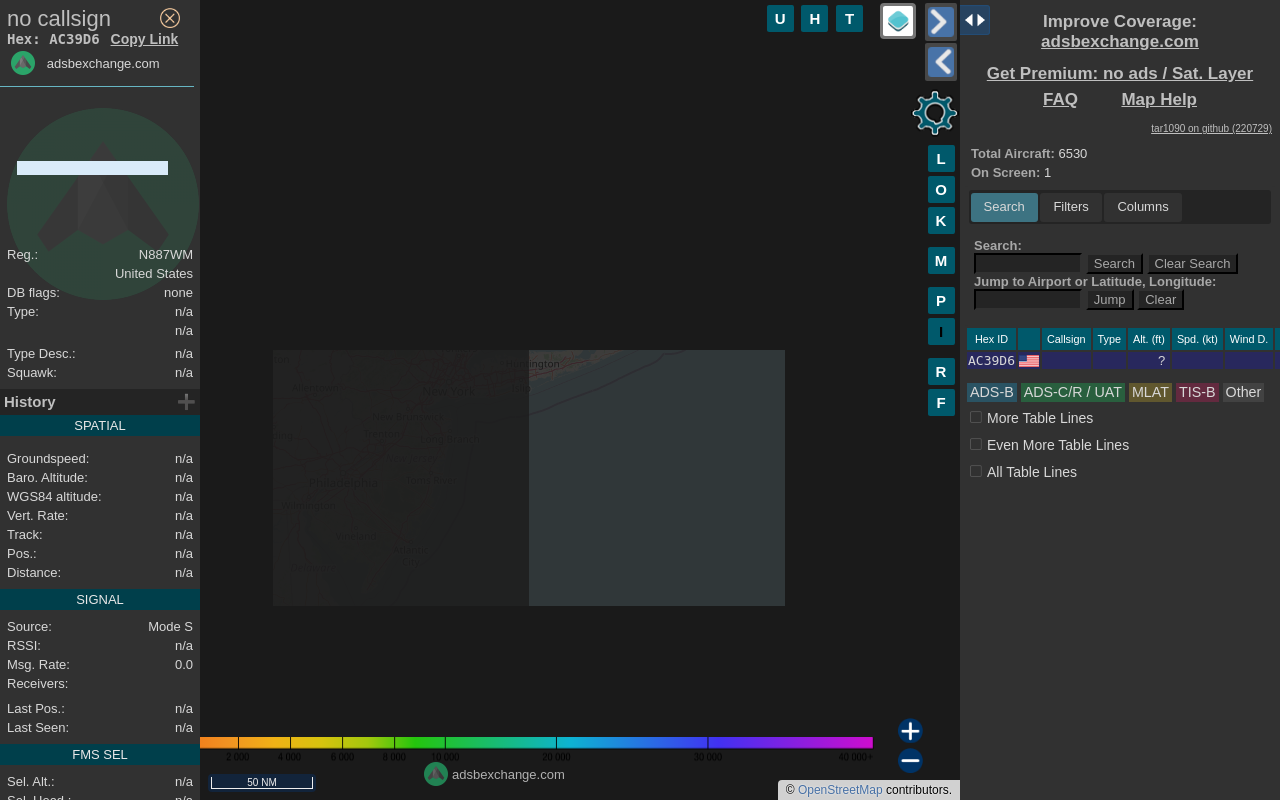 no callsign
Hex: AC39D6 Copy Link
adsbexchange.com
Reg.: N887WM
United States
DB flags: none
Type: n/a
n/a
Type Desc.: n/a
Squawk: n/a
History
SPATIAL
Groundspeed: n/a
Baro. Altitude: n/a
WGS84 altitude: n/a
Vert. Rate: n/a
Track: n/a
Pos.: n/a
Distance: n/a
SIGNAL
Source: Mode S
RSSI: n/a
Msg. Rate: 0.0
Receivers:
Last Pos.: n/a
Last Seen: n/a
FMS SEL
Sel. Alt.: n/a
Sel. Head.: n/a
U H T
L
O
K
M
P
I
R
F
Philadelphia
2 000 4 000 6 000 8 000 10 000 20 000 30 000 40 000+
50 NM
adsbexchange.com
© OpenStreetMap contributors.
Improve Coverage:
adsbexchange.com
Get Premium: no ads / Sat. Layer
FAQ Map Help
tar1090 on github (220729)
Total Aircraft: 6530
On Screen: 1
Search Filters Columns
Search:
Search Clear Search
Jump to Airport or Latitude, Longitude:
Jump Clear
Hex ID Callsign Type Alt. (ft) Spd. (kt) Wind D.
AC39D6 ?
ADS-B ADS-C/R / UAT MLAT TIS-B Other
More Table Lines
Even More Table Lines
All Table Lines